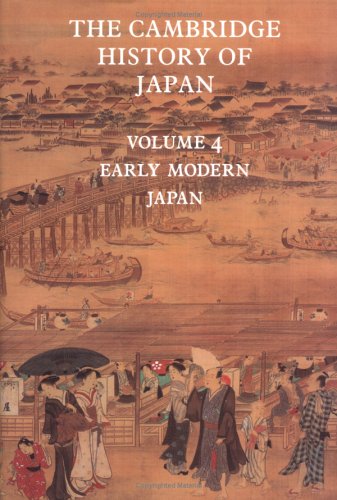 THE CAMBRIDGE
HISTORY OF
JAPAN
VOLUME 4
EARLY MODERN
JAPAN